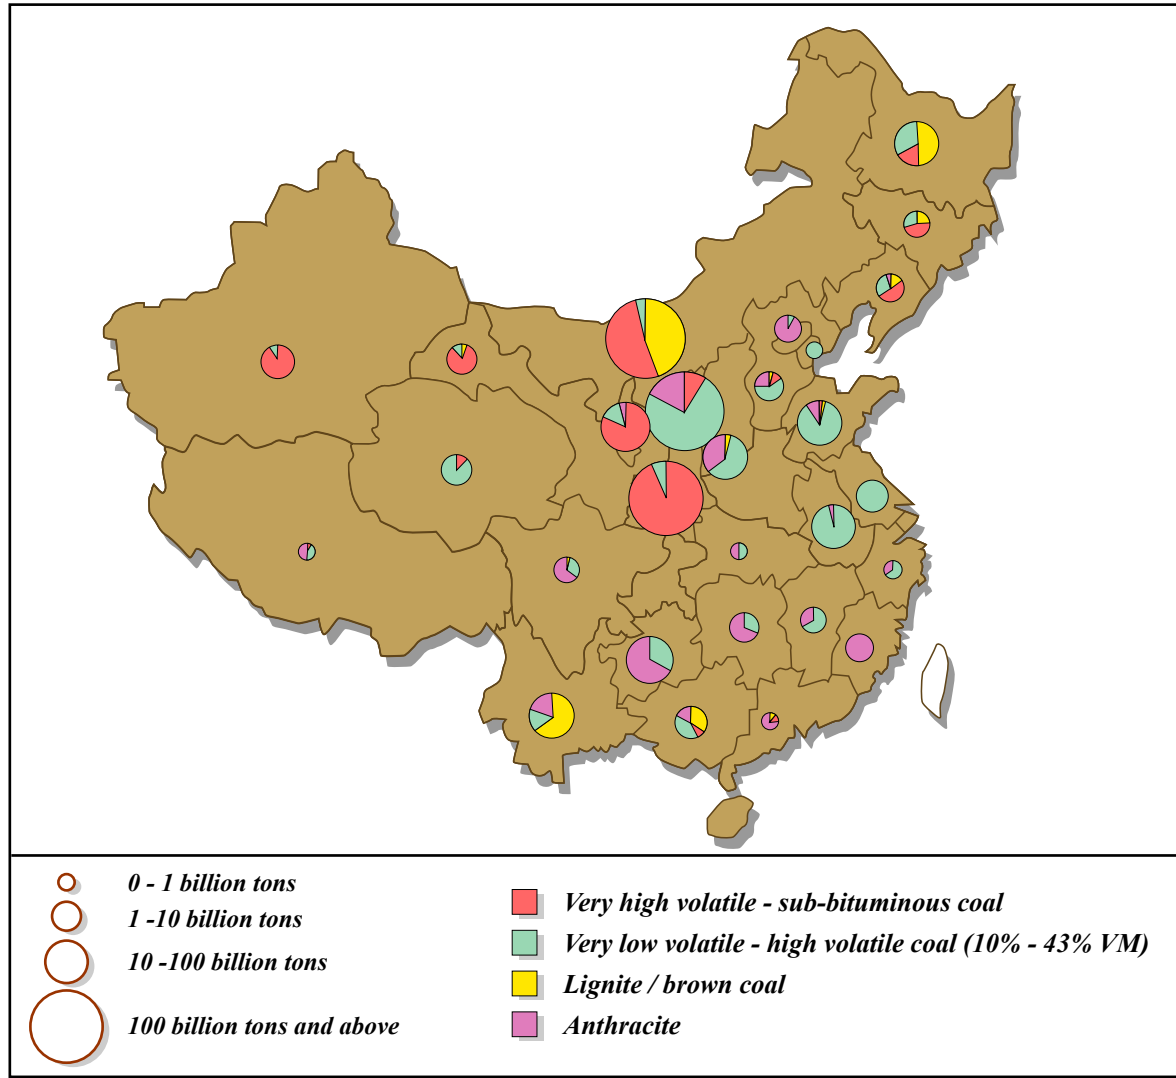 0 - 1 billion tons
1 -10 billion tons
10 -100 billion tons
100 billion tons and above
Very high volatile - sub-bituminous coal
Very low volatile - high volatile coal (10% - 43% VM)
Lignite / brown coal
Anthracite